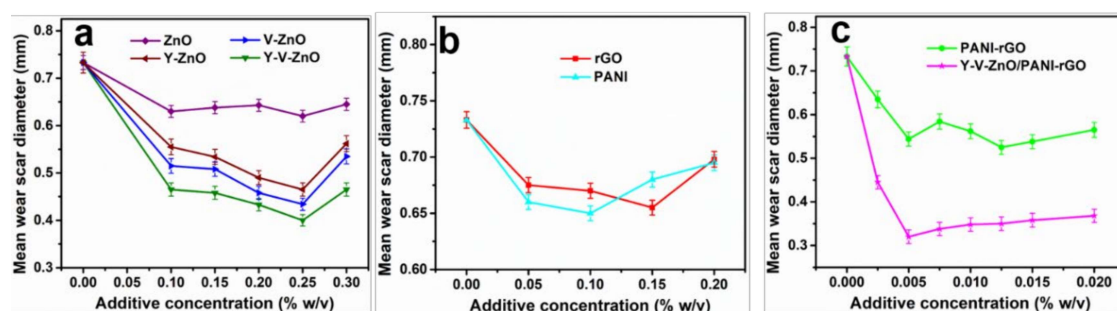 a
ZnO
V-ZnO
Y-ZnO
Y-V-ZnO
Mean wear scar diameter (mm)
0.8
0.7
0.6
0.5
0.4
0.3
0.00 0.05 0.10 0.15 0.20 0.25 0.30
Additive concentration (% w/v)
b
rGO
PANI
Mean wear scar diameter (mm)
0.80
0.75
0.70
0.65
0.60
0.00 0.05 0.10 0.15 0.20
Additive concentration (% w/v)
c
PANI-rGO
Y-V-ZnO/PANI-rGO
Mean wear scar diameter (mm)
0.8
0.7
0.6
0.5
0.4
0.3
0.000 0.005 0.010 0.015 0.020
Additive concentration (% w/v)